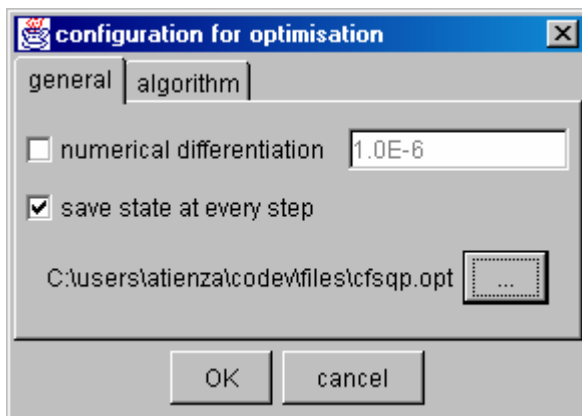 configuration for optimisation
general algorithm
numerical differentiation 1.0E-6
save state at every step
C:\users\atienza\codev\files\cfsqp.opt ...
OK cancel